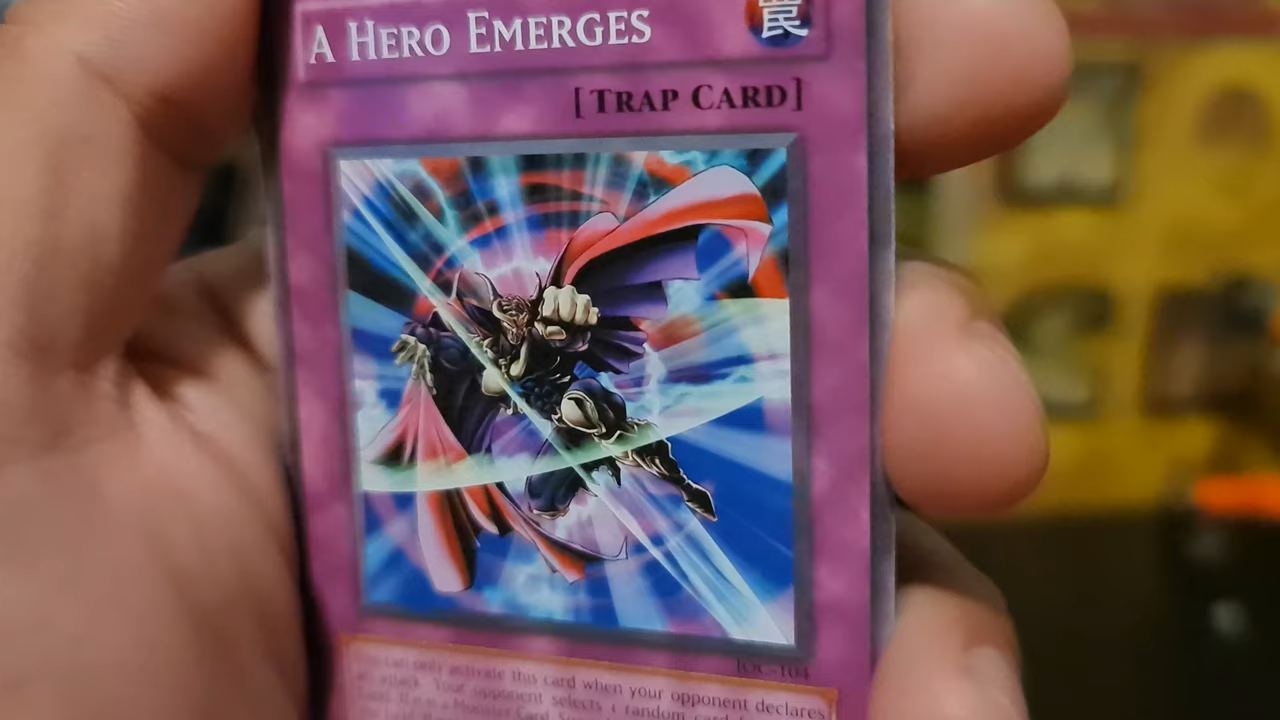 A HERO EMERGES
罠
[TRAP CARD]
IOC-104
You can only activate this card when your opponent declares
an attack. Your opponent selects 1 random card
Card. If it is a Monster Card,